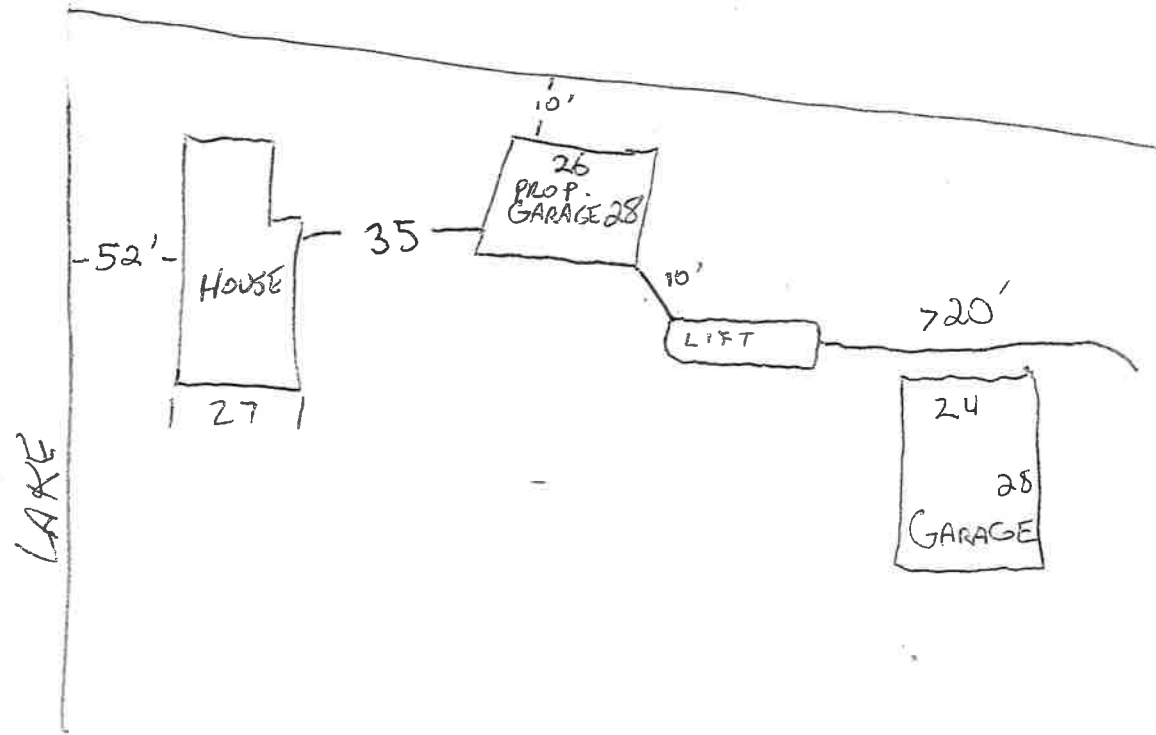 10'
26
PROP.
GARAGE 28
-52'-
35
HOUSE
10'
LIFT
>20'
27
24
28
GARAGE
LAKE